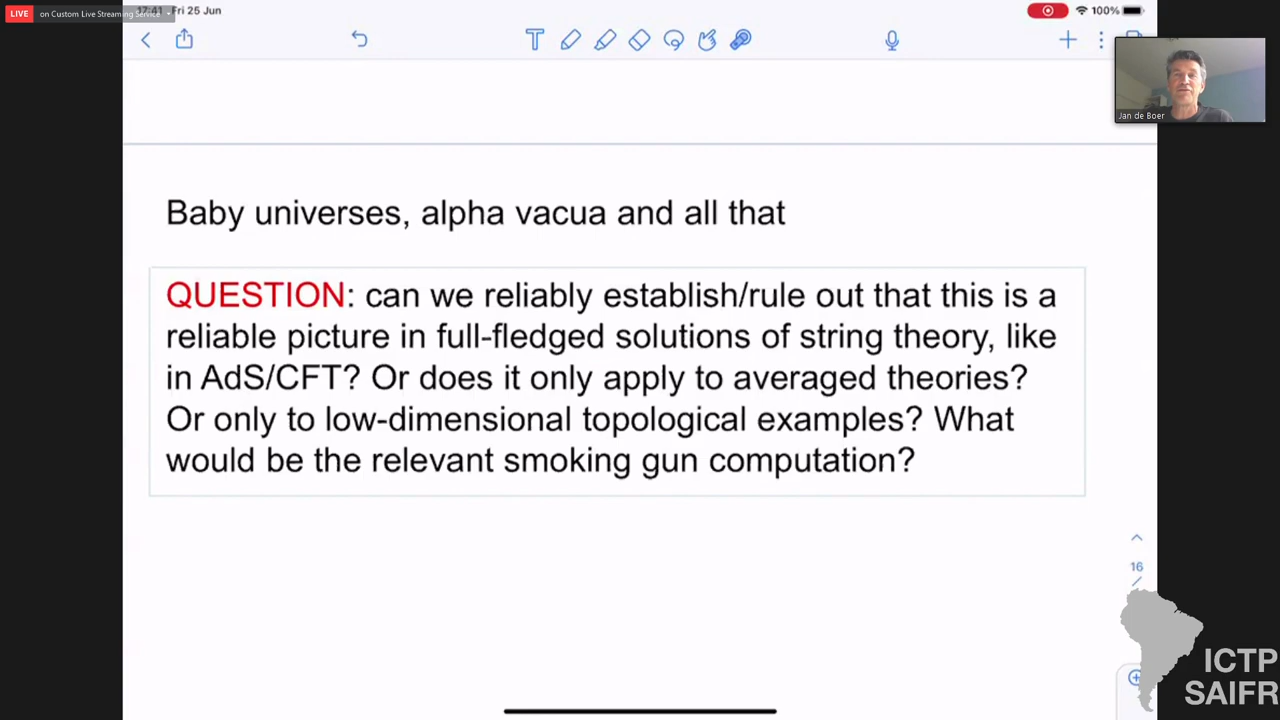 LIVE on Custom Live Streaming Service
17:41 Fri 25 Jun
100%
Jan de Boer
Baby universes, alpha vacua and all that
QUESTION: can we reliably establish/rule out that this is a
reliable picture in full-fledged solutions of string theory, like
in AdS/CFT? Or does it only apply to averaged theories?
Or only to low-dimensional topological examples? What
would be the relevant smoking gun computation?
16
ICTP
SAIFR